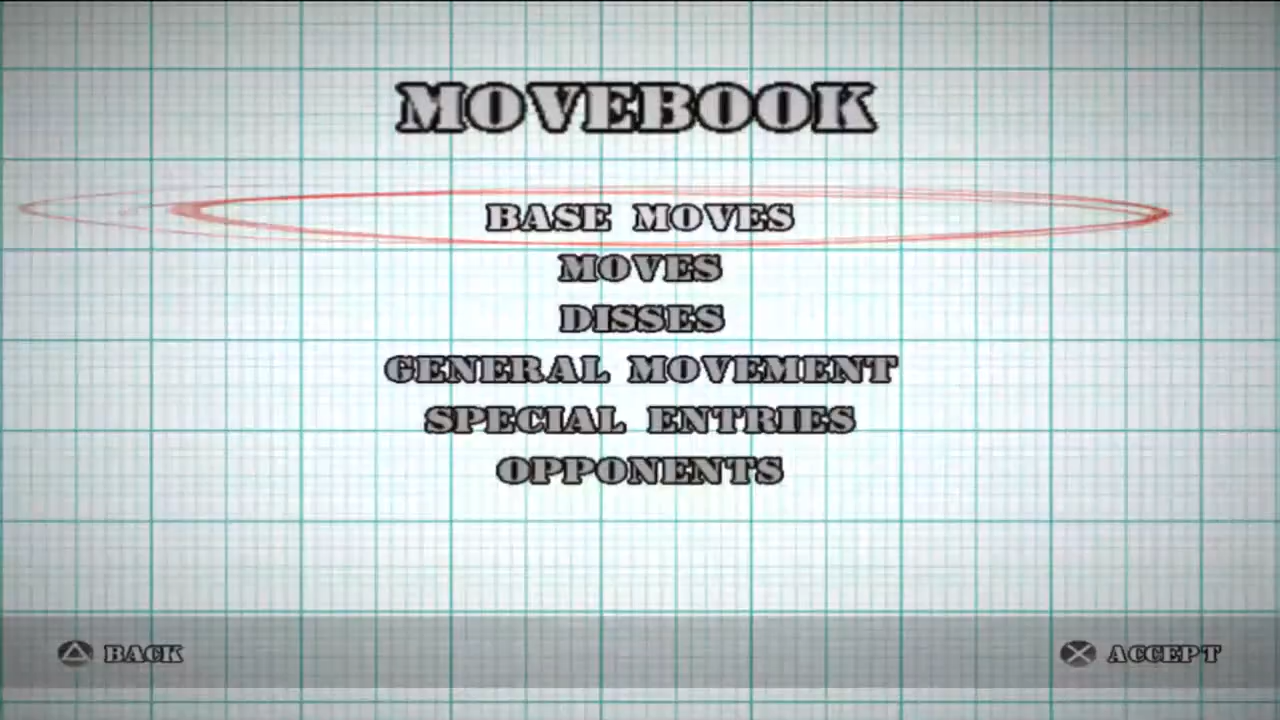 MOVEBOOK
BASE MOVES
MOVES
DISSES
GENERAL MOVEMENT
SPECIAL ENTRIES
OPPONENTS
BACK
ACCEPT